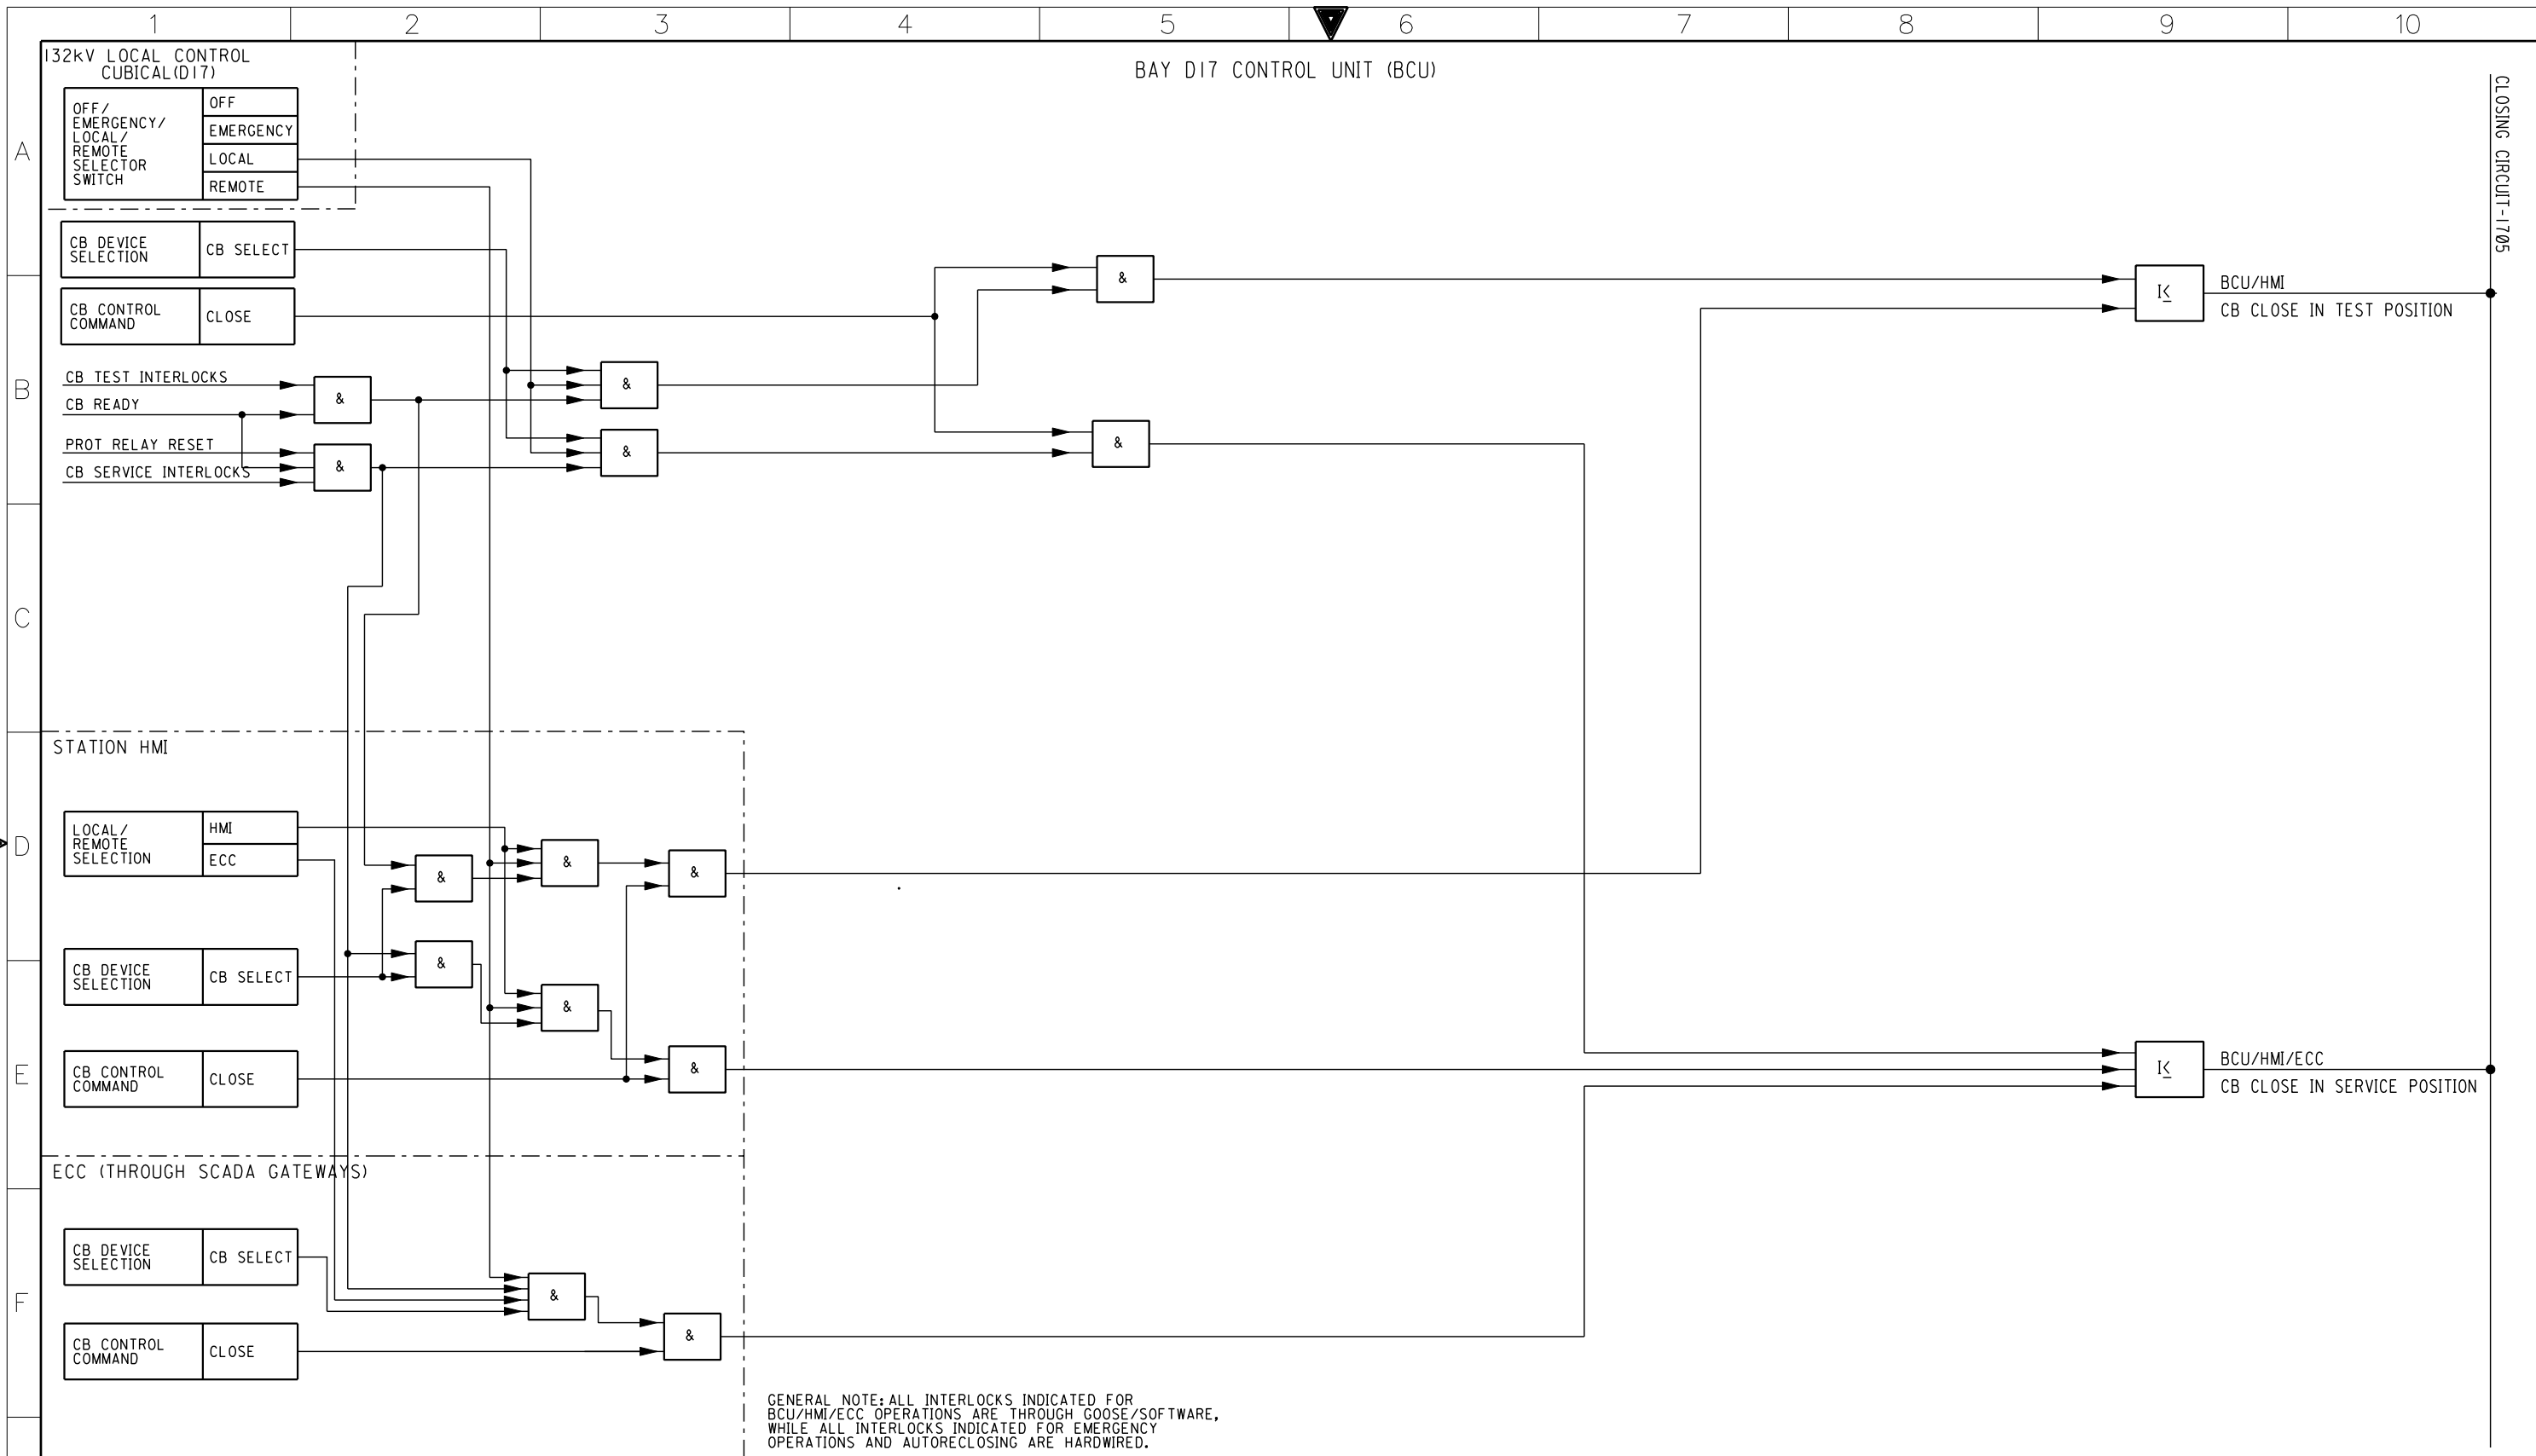 1 2 3 4 5 6 7 8 9 10
132kV LOCAL CONTROL
CUBICAL(D17)
BAY D17 CONTROL UNIT (BCU)
CLOSING CIRCUIT-1705
A
OFF/
EMERGENCY/
LOCAL/
REMOTE
SELECTOR
SWITCH
OFF
EMERGENCY
LOCAL
REMOTE
CB DEVICE
SELECTION
CB SELECT
&
CB CONTROL
COMMAND
CLOSE
1<
BCU/HMI
CB CLOSE IN TEST POSITION
B
CB TEST INTERLOCKS
CB READY
&
&
PROT RELAY RESET
CB SERVICE INTERLOCKS
&
&
&
C
STATION HMI
D
LOCAL/
REMOTE
SELECTION
HMI
ECC
&
&
&
CB DEVICE
SELECTION
CB SELECT
&
&
E
CB CONTROL
COMMAND
CLOSE
&
1<
BCU/HMI/ECC
CB CLOSE IN SERVICE POSITION
ECC (THROUGH SCADA GATEWAYS)
CB DEVICE
SELECTION
CB SELECT
F
&
&
CB CONTROL
COMMAND
CLOSE
GENERAL NOTE:ALL INTERLOCKS INDICATED FOR
BCU/HMI/ECC OPERATIONS ARE THROUGH GOOSE/SOFTWARE,
WHILE ALL INTERLOCKS INDICATED FOR EMERGENCY
OPERATIONS AND AUTORECLOSING ARE HARDWIRED.